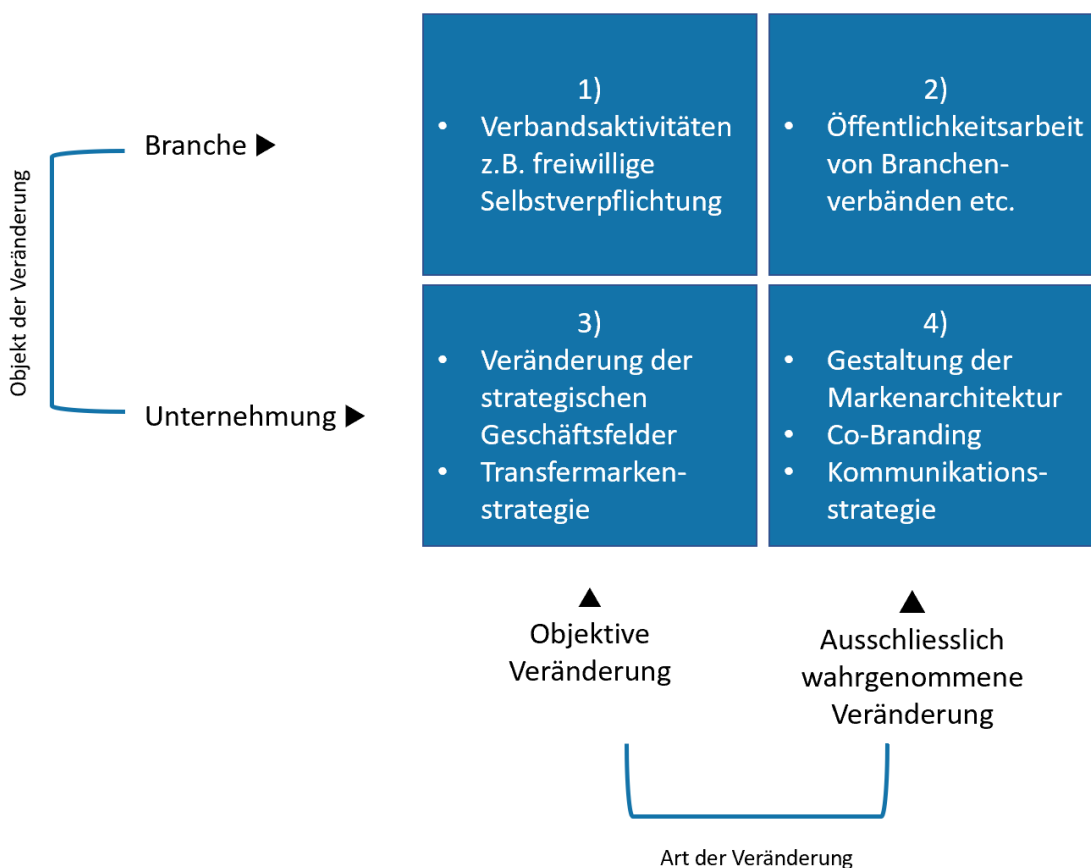 1)
• Verbandsaktivitäten
z.B. freiwillige
Selbstverpflichtung
2)
• Öffentlichkeitsarbeit
von Branchen-
verbänden etc.
Branche ►
Objekt der Veränderung
Unternehmung ►
3)
• Veränderung der
strategischen
Geschäftsfelder
• Transfermarken-
strategie
4)
• Gestaltung der
Markenarchitektur
• Co-Branding
• Kommunikations-
strategie
▲
Objektive
Veränderung
▲
Ausschliesslich
wahrgenommene
Veränderung
Art der Veränderung